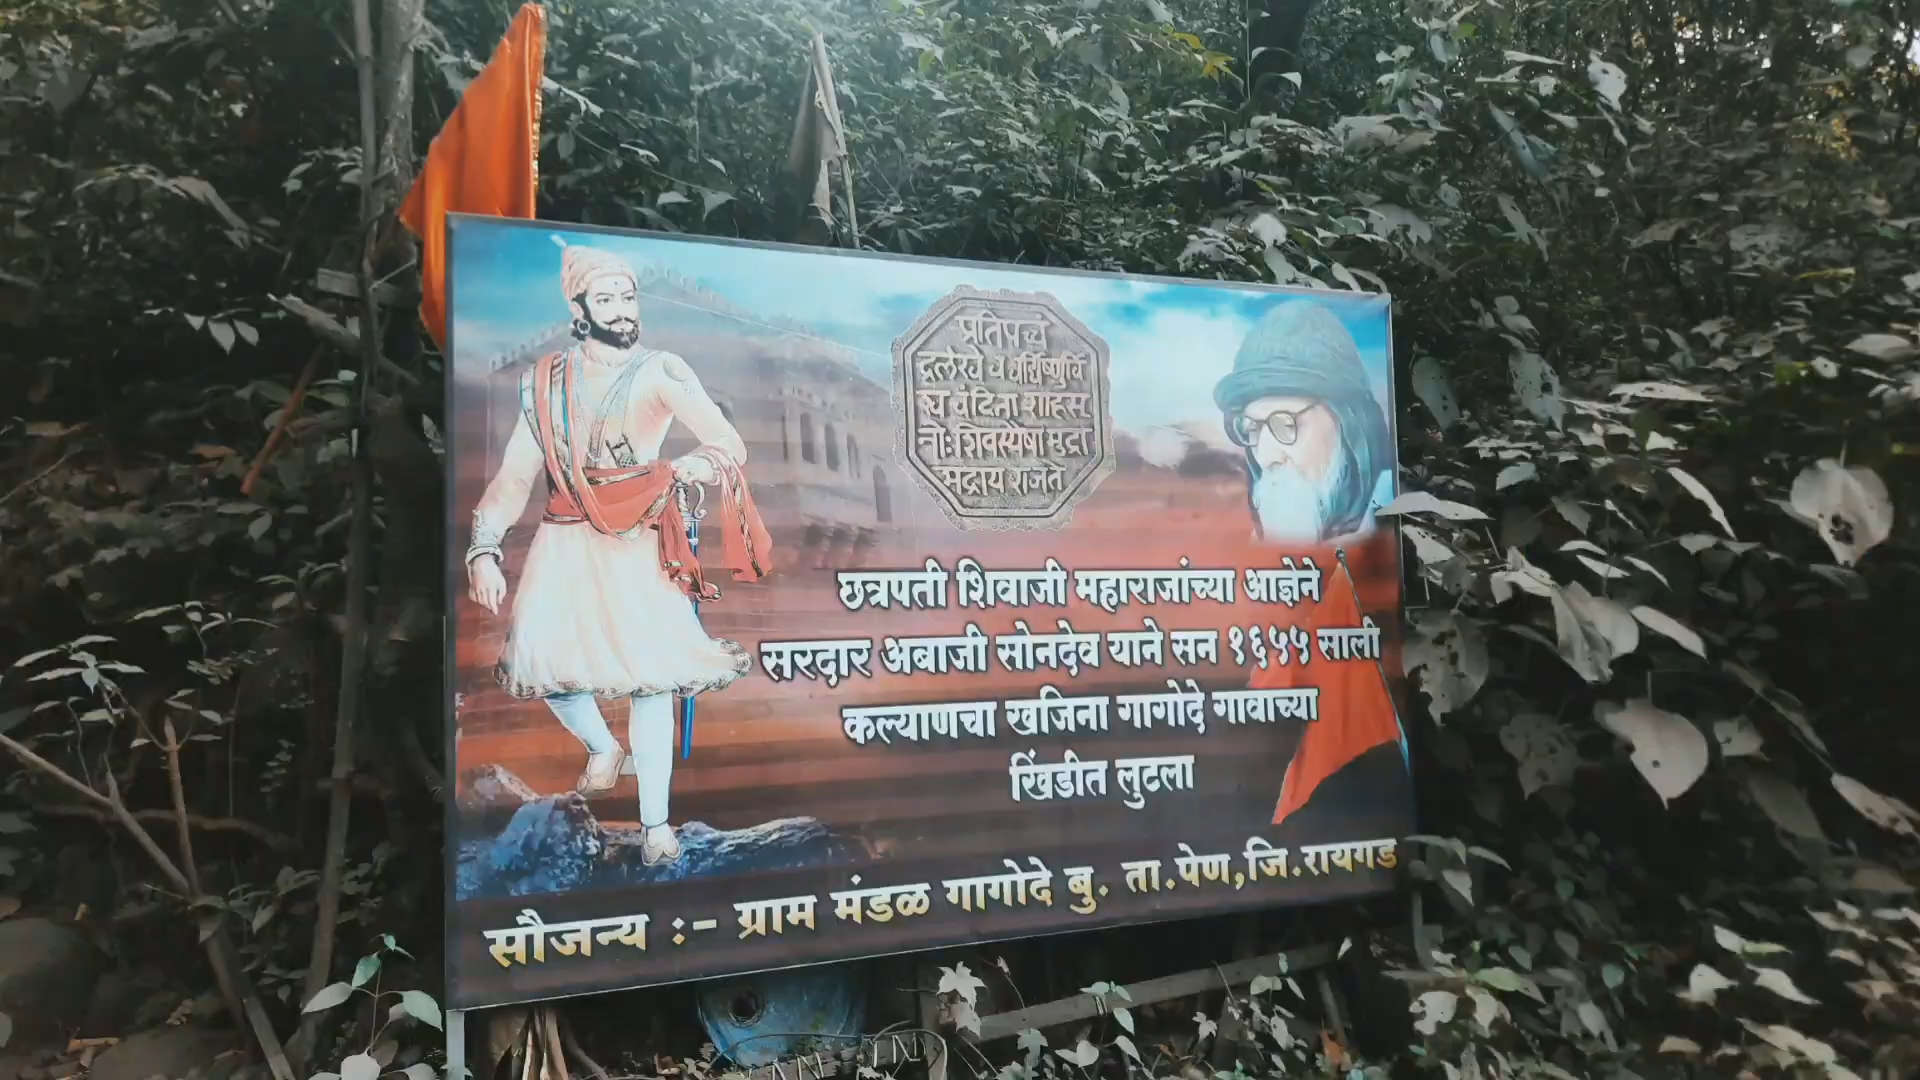 प्रतिपच्चं
द्रलेखे व वर्धिष्णुर्वि
श्व वंदिता शाहसू
नोः शिवस्यैषा मुद्रा
भद्राय राजते
छत्रपती शिवाजी महाराजांच्या आज्ञेने
सरदार अबाजी सोनदेव याने सन १६५५ साली
कल्याणचा खजिना गागोदे गावाच्या
खिंडीत लुटला
सौजन्य :- ग्राम मंडळ गागोदे बु. ता.पेण,जि.रायगड